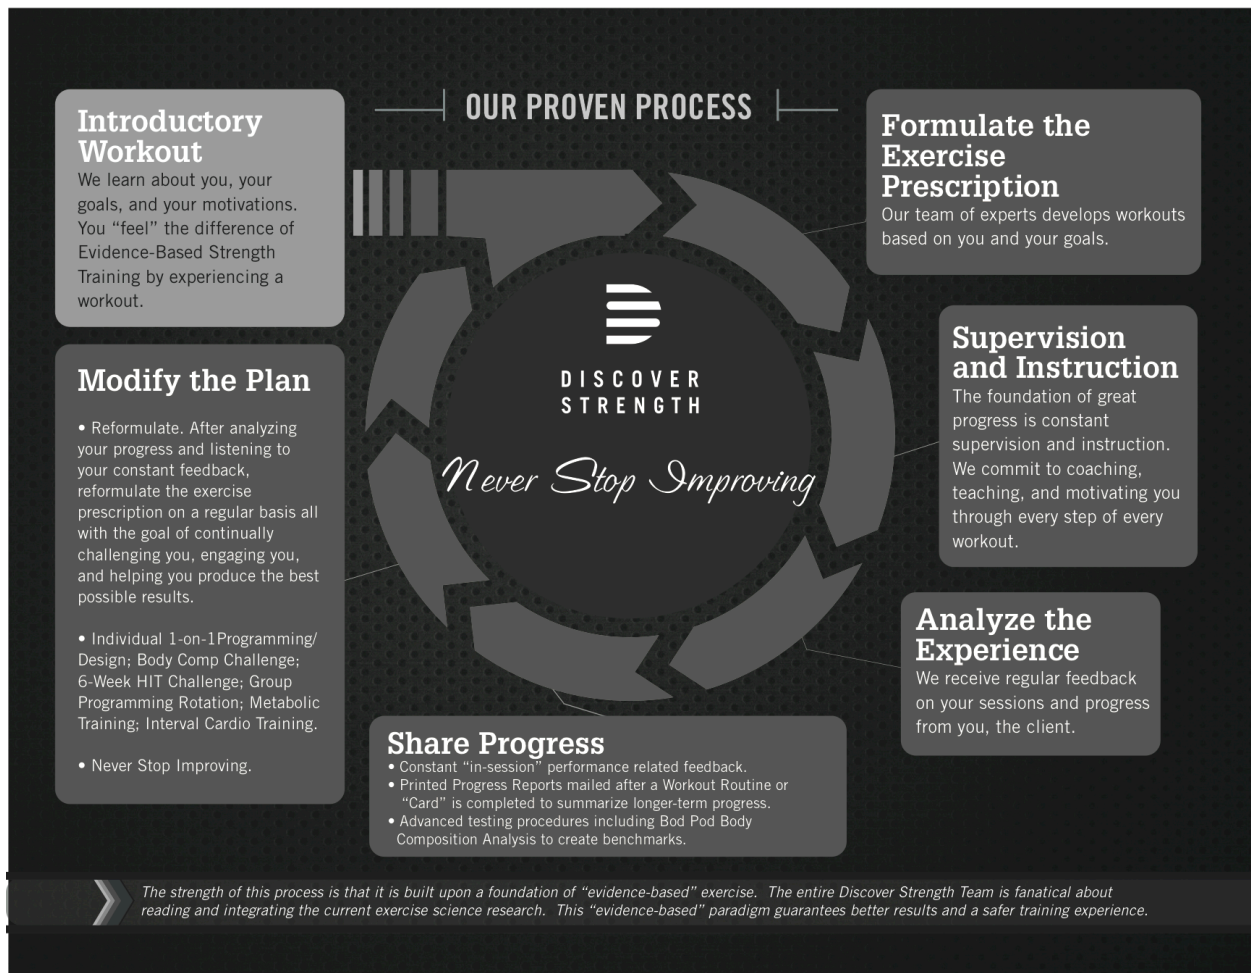 OUR PROVEN PROCESS
Introductory
Workout
We learn about you, your
goals, and your motivations.
You “feel” the difference of
Evidence-Based Strength
Training by experiencing a
workout.
Formulate the
Exercise
Prescription
Our team of experts develops workouts
based on you and your goals.
Supervision
and Instruction
The foundation of great
progress is constant
supervision and instruction.
We commit to coaching,
teaching, and motivating you
through every step of every
workout.
Analyze the
Experience
We receive regular feedback
on your sessions and progress
from you, the client.
Share Progress
• Constant “in-session” performance related feedback.
• Printed Progress Reports mailed after a Workout Routine or
“Card” is completed to summarize longer-term progress.
• Advanced testing procedures including Bod Pod Body
Composition Analysis to create benchmarks.
Modify the Plan
• Reformulate. After analyzing
your progress and listening to
your constant feedback,
reformulate the exercise
prescription on a regular basis all
with the goal of continually
challenging you, engaging you,
and helping you produce the best
possible results.
• Individual 1-on-1Programming/
Design; Body Comp Challenge;
6-Week HIT Challenge; Group
Programming Rotation; Metabolic
Training; Interval Cardio Training.
• Never Stop Improving.
DISCOVER
STRENGTH
Never Stop Improving
The strength of this process is that it is built upon a foundation of “evidence-based” exercise. The entire Discover Strength Team is fanatical about
reading and integrating the current exercise science research. This “evidence-based” paradigm guarantees better results and a safer training experience.